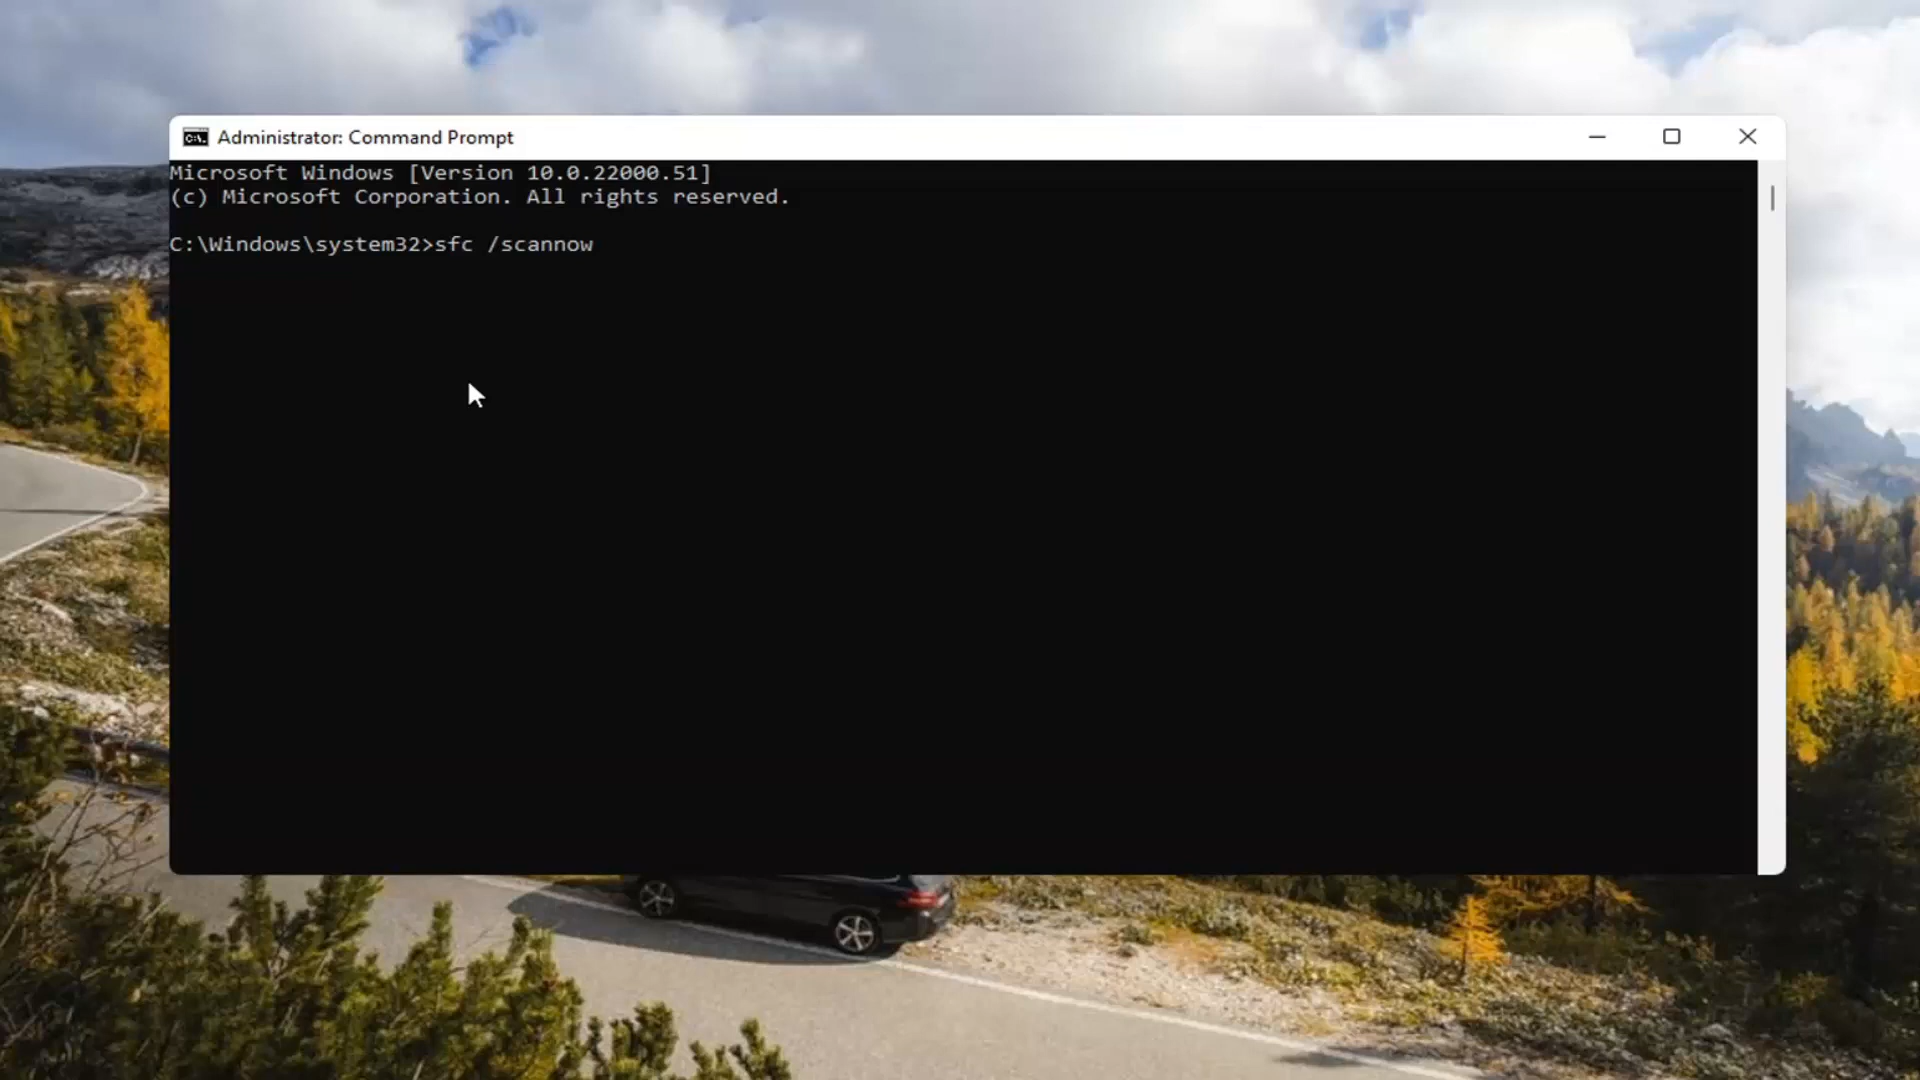 Administrator: Command Prompt
Microsoft Windows [Version 10.0.22000.51]
(c) Microsoft Corporation. All rights reserved.
C:\Windows\system32>sfc /scannow